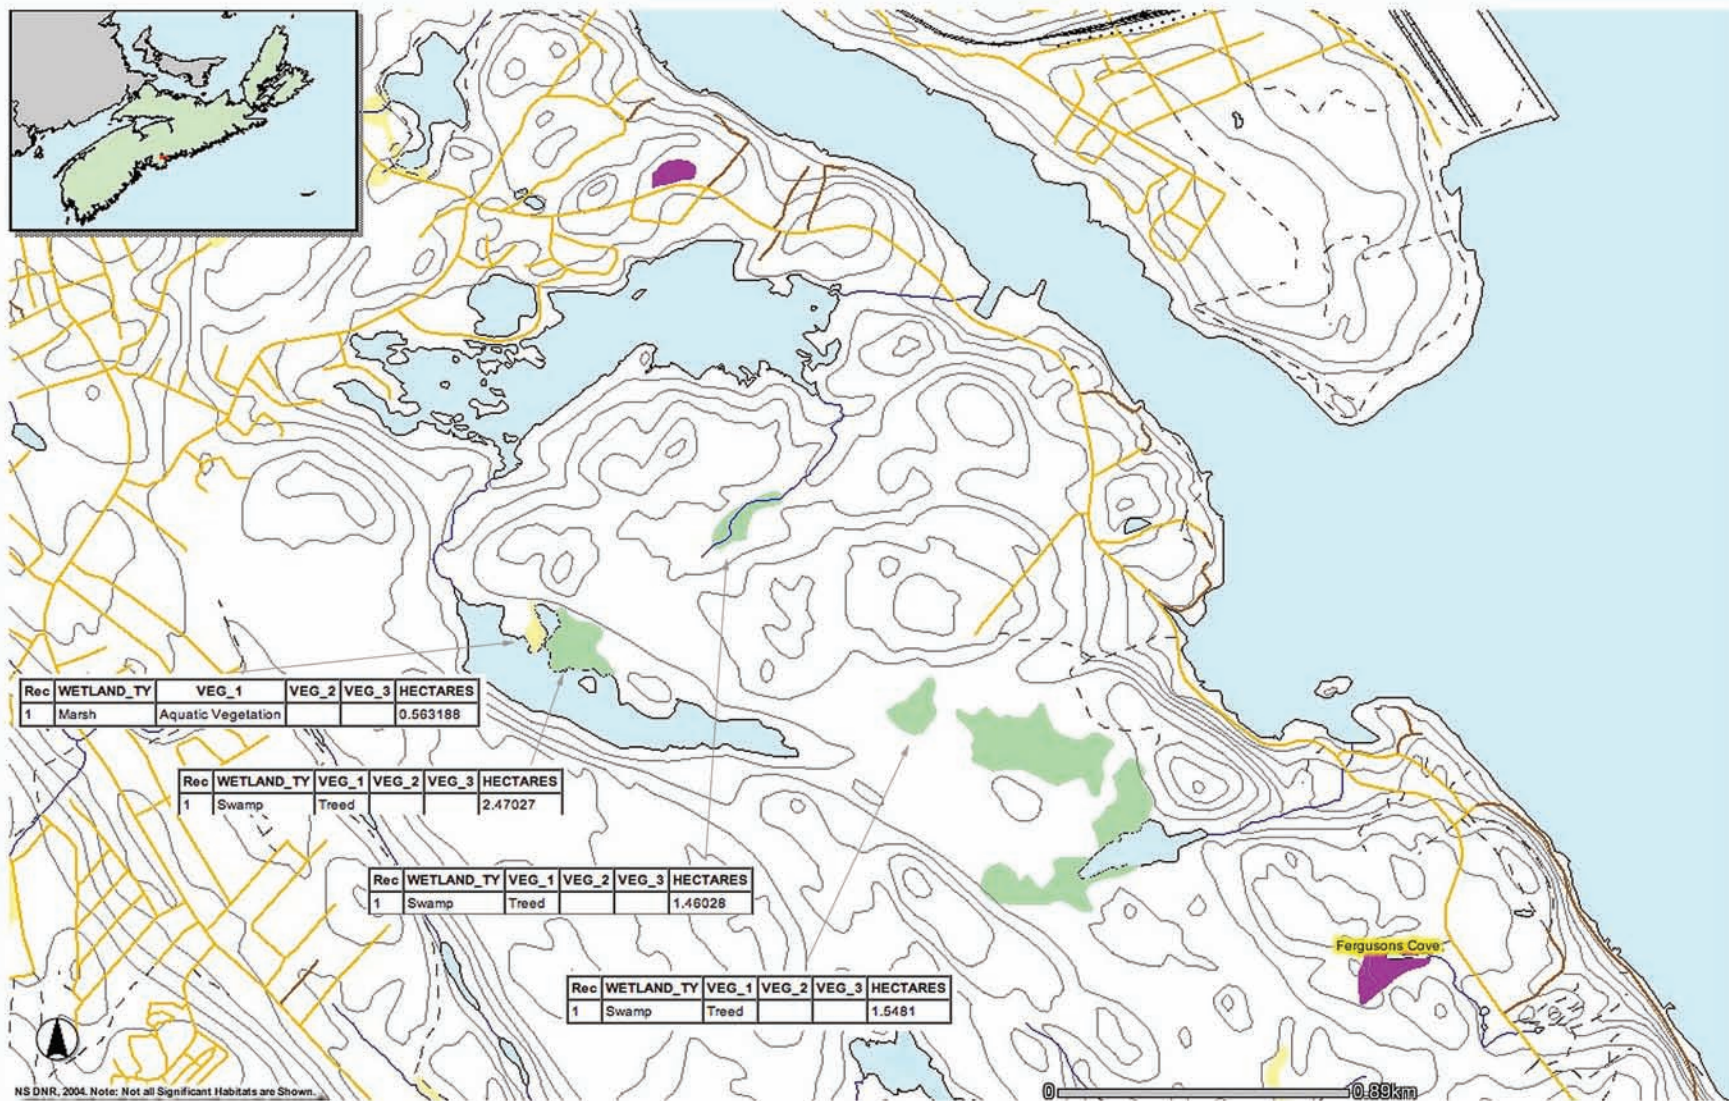 Rec WETLAND_TY VEG_1 VEG_2 VEG_3 HECTARES
1 Marsh Aquatic Vegetation 0.563188
Rec WETLAND_TY VEG_1 VEG_2 VEG_3 HECTARES
1 Swamp Treed 2.47027
Rec WETLAND_TY VEG_1 VEG_2 VEG_3 HECTARES
1 Swamp Treed 1.46028
Fergusons Cove
Rec WETLAND_TY VEG_1 VEG_2 VEG_3 HECTARES
1 Swamp Treed 1.5481
NS DNR, 2004. Note: Not all Significant Habitats are Shown.
0 0.89km